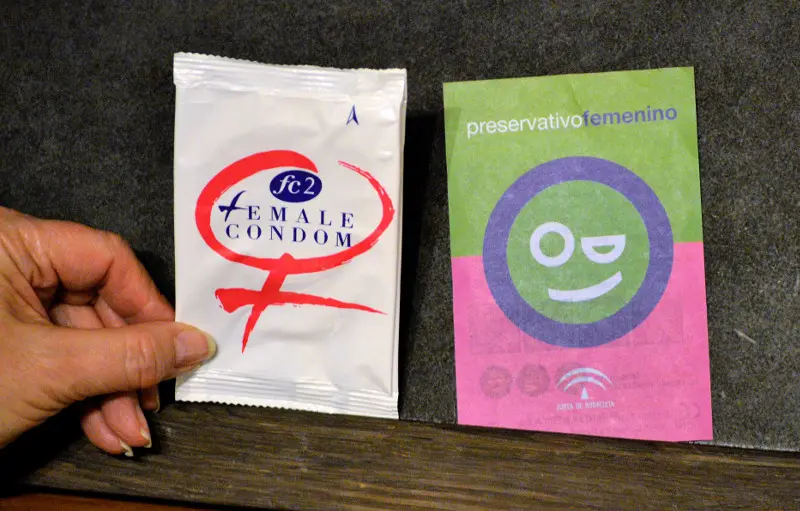 fc2
FEMALE
CONDOM
preservativofemenino
JUNTA DE ANDALUCIA